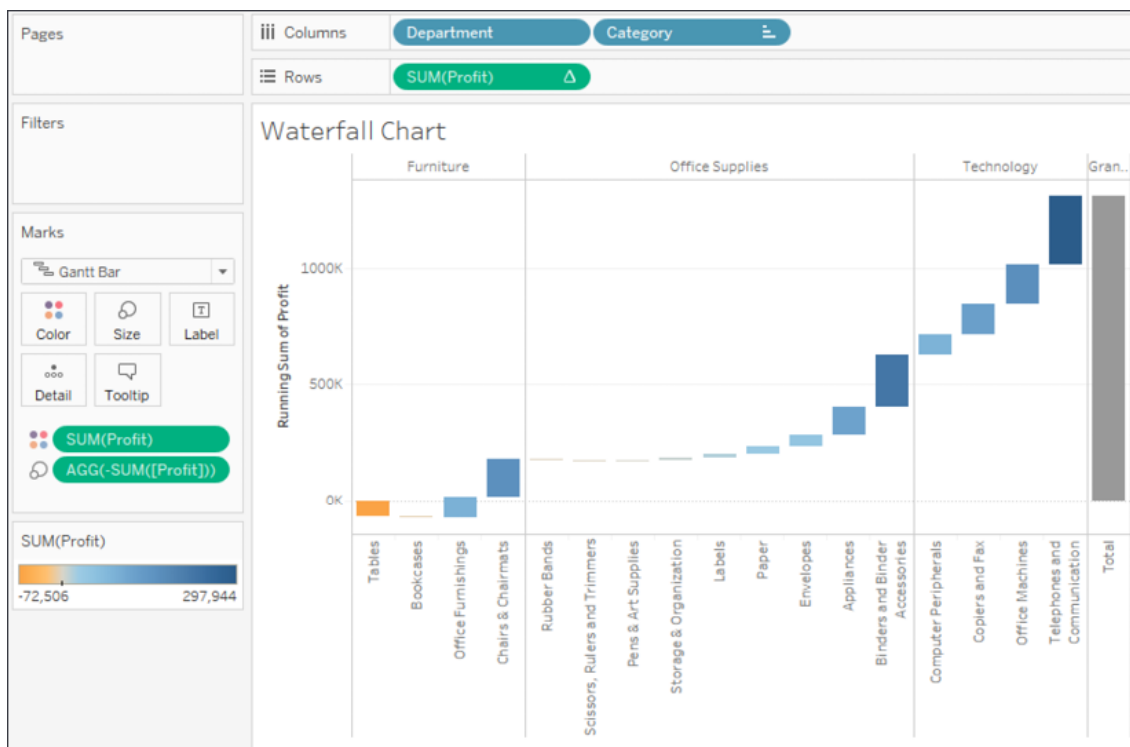 Pages
Columns
Department
Category
Rows
SUM(Profit)
Filters
Marks
Gantt Bar
Color
Size
Label
Detail
Tooltip
SUM(Profit)
AGG(-SUM([Profit]))
SUM(Profit)
-72,506
297,944
Waterfall Chart
Furniture
Office Supplies
Technology
Gran..
Running Sum of Profit
1000K
500K
0K
Tables
Bookcases
Office Furnishings
Chairs & Chairmats
Rubber Bands
Scissors, Rulers and Trimmers
Pens & Art Supplies
Storage & Organization
Labels
Paper
Envelopes
Appliances
Binders and Binder
Accessories
Computer Peripherals
Copiers and Fax
Office Machines
Telephones and
Communication
Total